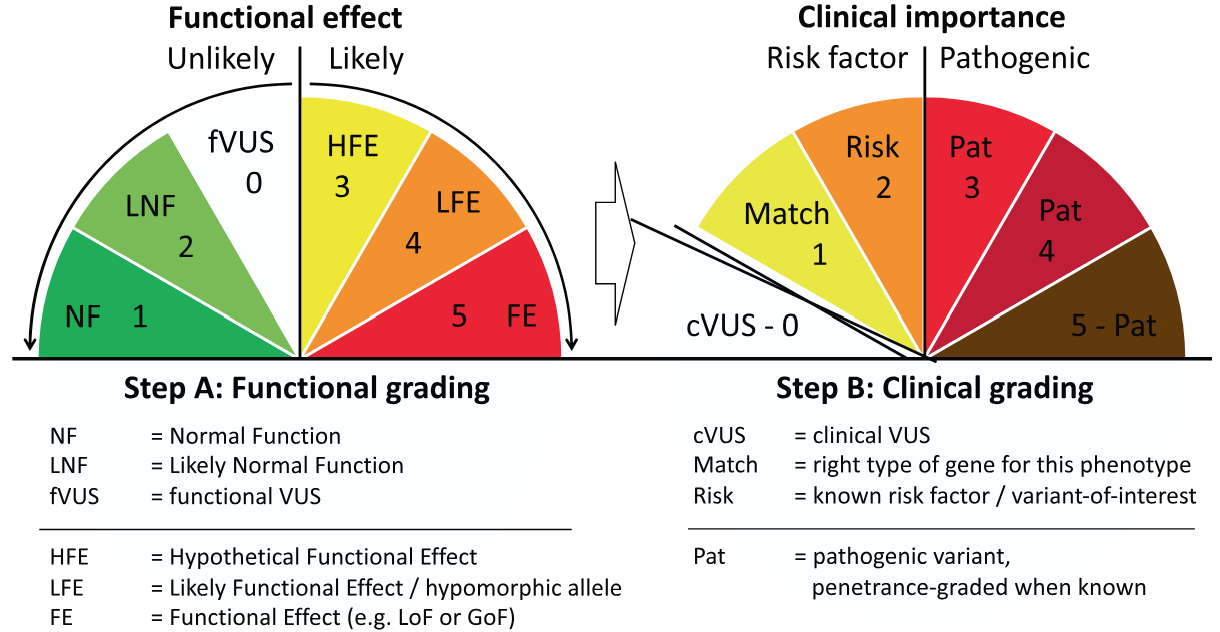 Functional effect
Unlikely
Likely
fVUS
0
HFE
3
LNF
2
LFE
4
NF 1
5 FE
Step A: Functional grading
NF = Normal Function
LNF = Likely Normal Function
fVUS = functional VUS
HFE = Hypothetical Functional Effect
LFE = Likely Functional Effect / hypomorphic allele
FE = Functional Effect (e.g. LoF or GoF)
Clinical importance
Risk factor
Pathogenic
Risk
2
Pat
3
Match
1
Pat
4
cVUS - 0
5 - Pat
Step B: Clinical grading
cVUS = clinical VUS
Match = right type of gene for this phenotype
Risk = known risk factor / variant-of-interest
Pat = pathogenic variant,
penetrance-graded when known